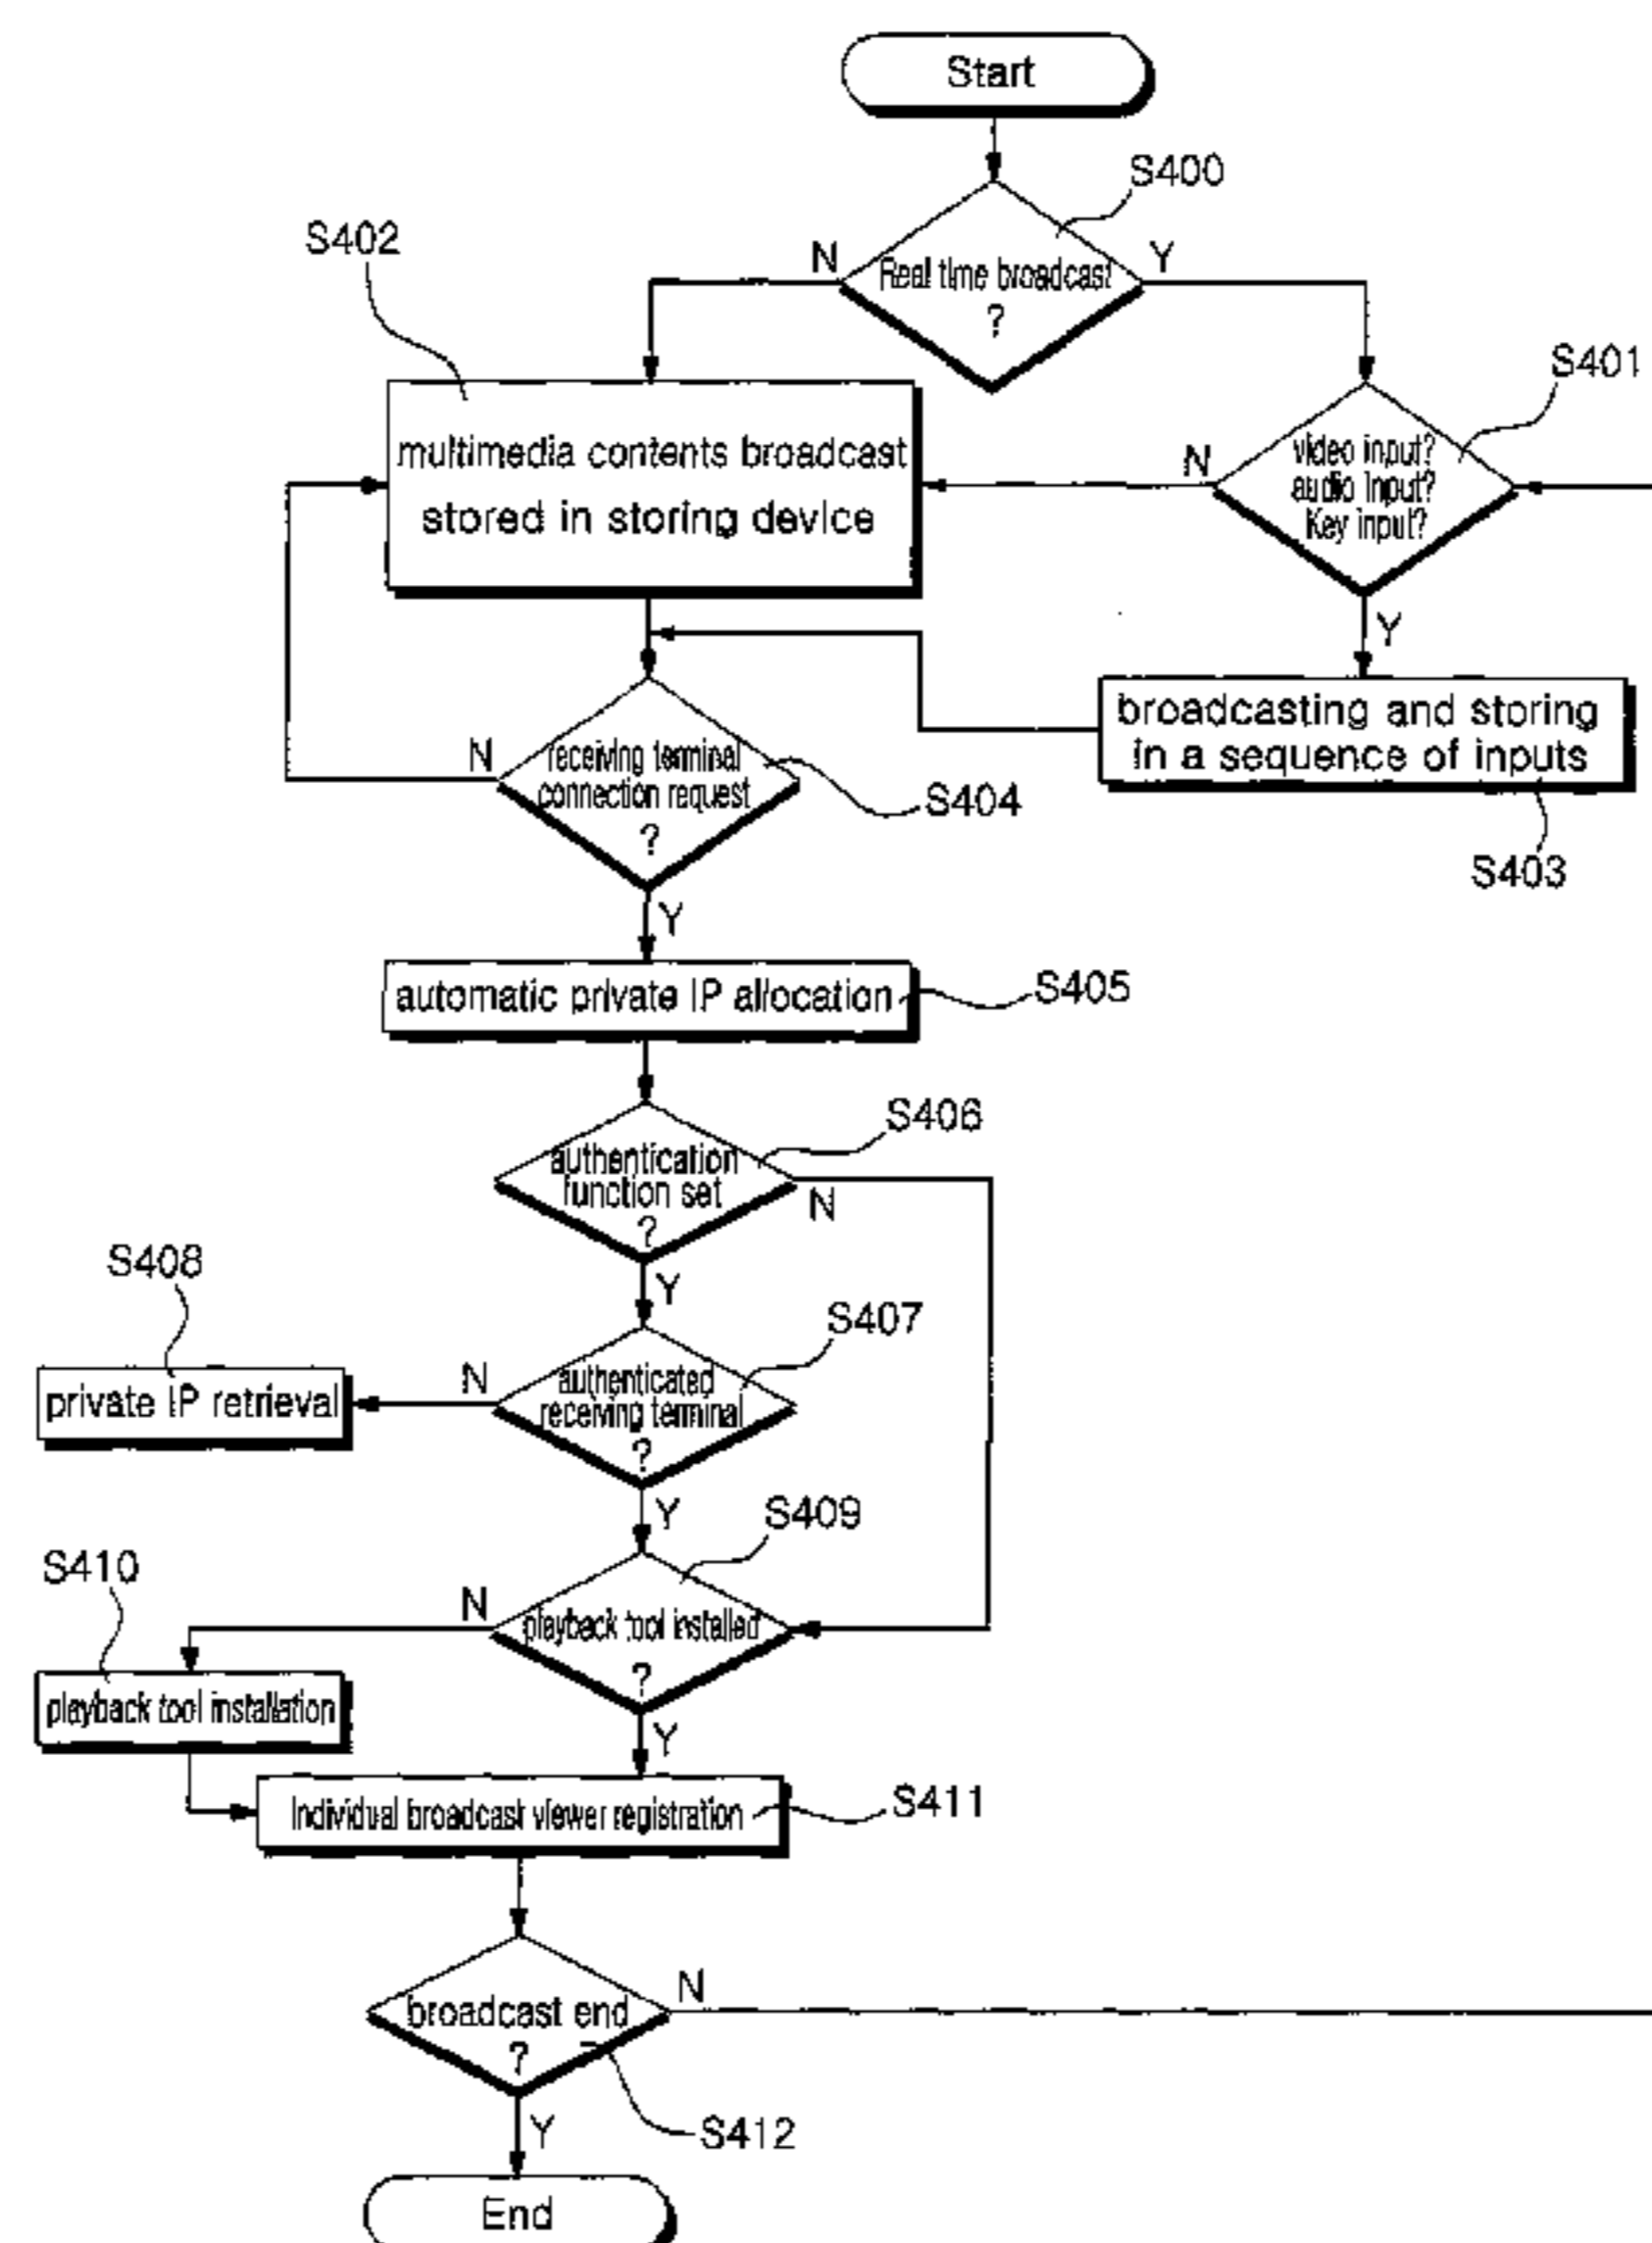 Start
S400
S402
N
Real time broadcast
?
Y
S401
multimedia contents broadcast
stored in storing device
N
video input?
audio input?
Key input?
Y
broadcasting and storing
in a sequence of inputs
N
receiving terminal
connection request
?
S404
S403
Y
automatic private IP allocation
S405
S406
authentication
function set
?
N
S408
Y
S407
private IP retrieval
N
authenticated
receiving terminal
?
Y
S409
S410
N
playback tool installed
?
playback tool installation
Y
Individual broadcast viewer registration
S411
broadcast end
?
N
Y
S412
End